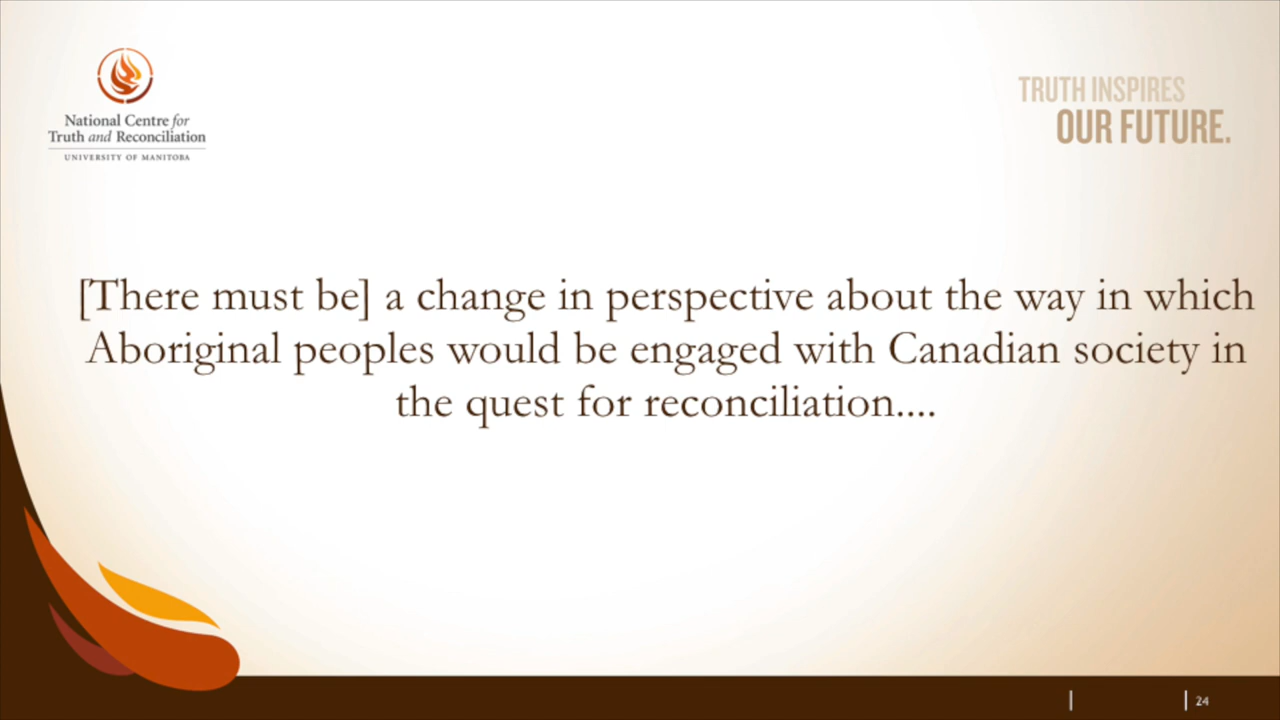 National Centre for
Truth and Reconciliation
UNIVERSITY OF MANITOBA
TRUTH INSPIRES
OUR FUTURE.
[There must be] a change in perspective about the way in which
Aboriginal peoples would be engaged with Canadian society in
the quest for reconciliation....
24